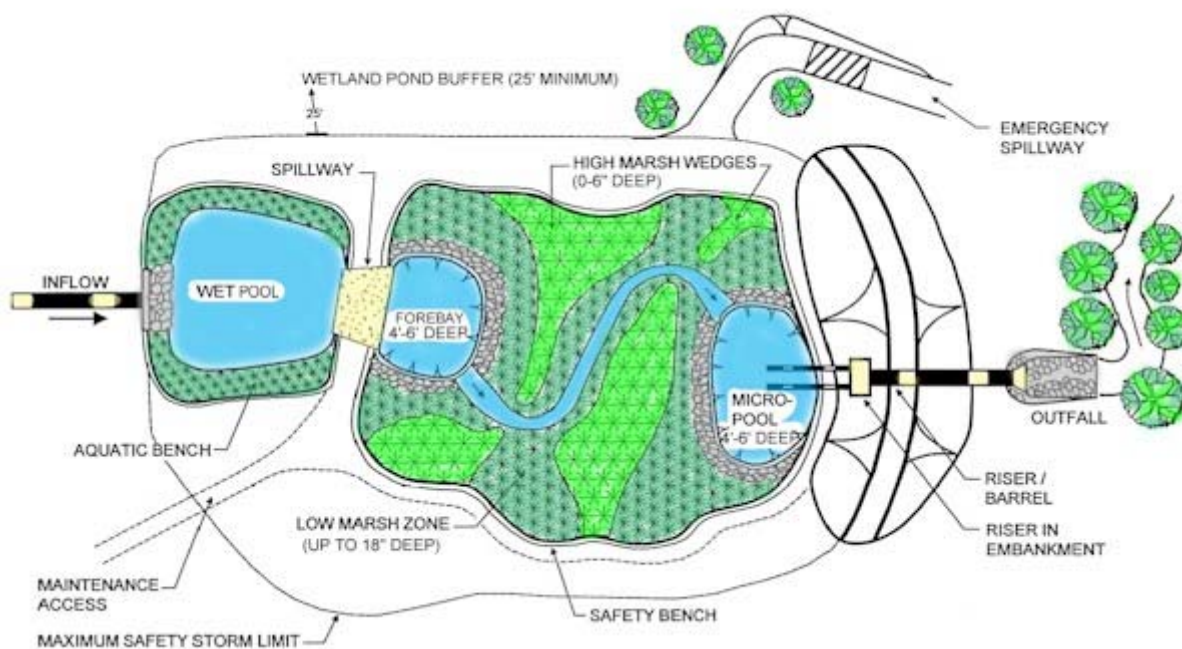 WETLAND POND BUFFER (25' MINIMUM)
25'
EMERGENCY
SPILLWAY
SPILLWAY
HIGH MARSH WEDGES
(0-6" DEEP)
INFLOW
WET POOL
FOREBAY
4'-6' DEEP
MICRO-
POOL
4'-6' DEEP
OUTFALL
AQUATIC BENCH
RISER /
BARREL
LOW MARSH ZONE
(UP TO 18" DEEP)
RISER IN
EMBANKMENT
MAINTENANCE
ACCESS
SAFETY BENCH
MAXIMUM SAFETY STORM LIMIT